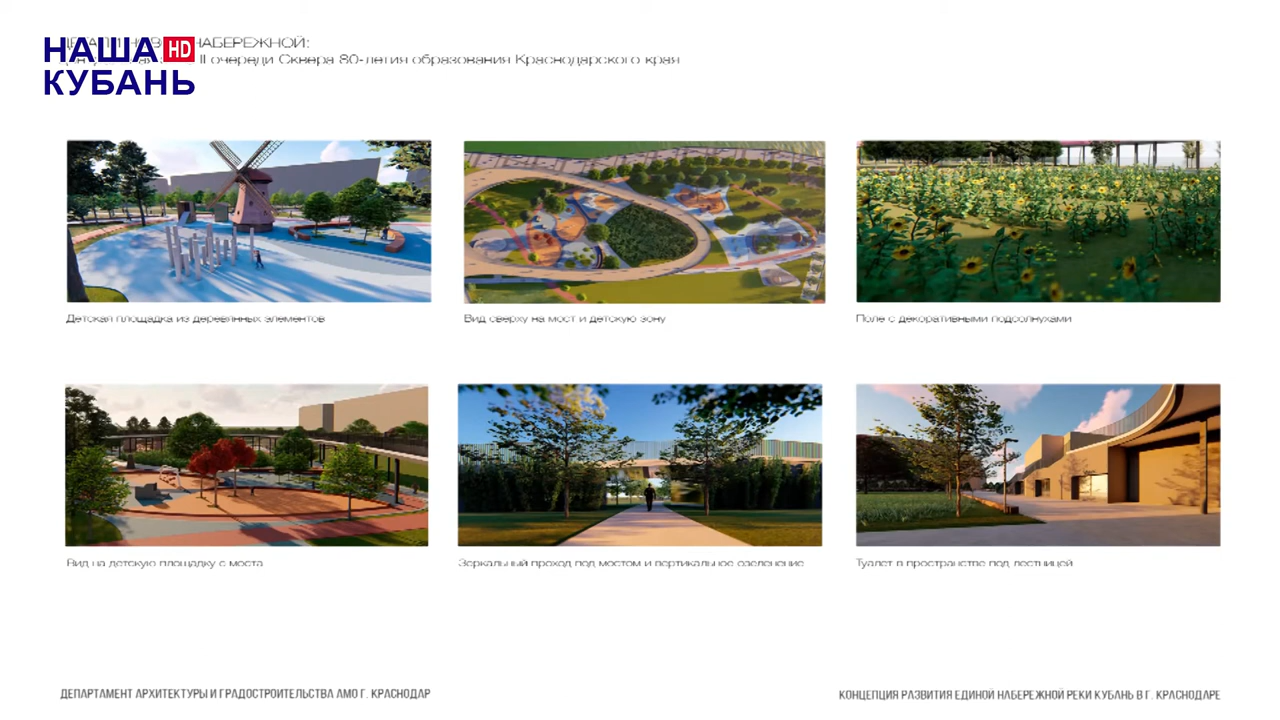 НАША HD
КУБАНЬ
НАБЕРЕЖНОЙ:
II очереди Сквера 80-летия образования Краснодарского края
Детская площадка из деревянных элементов
Вид сверху на мост и детскую зону
Поле с декоративными подсолнухами
Вид на детскую площадку с моста
Зеркальный проход под мостом и вертикальное озеленение
Туалет в пространстве под лестницей
ДЕПАРТАМЕНТ АРХИТЕКТУРЫ И ГРАДОСТРОИТЕЛЬСТВА АМО Г. КРАСНОДАР
КОНЦЕПЦИЯ РАЗВИТИЯ ЕДИНОЙ НАБЕРЕЖНОЙ РЕКИ КУБАНЬ В Г. КРАСНОДАРЕ